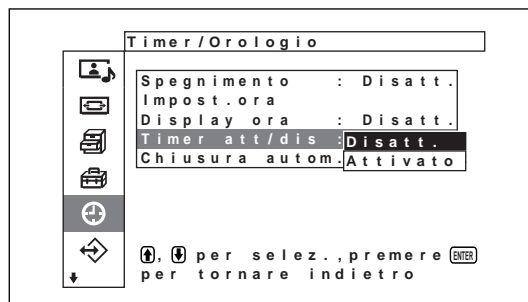 Timer/Orologio
Spegnimento : Disatt.
Impost.ora
Display ora : Disatt.
Timer att/dis : Disatt.
Chiusura autom. Attivato
↑, ↓ per selez.,premere ENTER
per tornare indietro